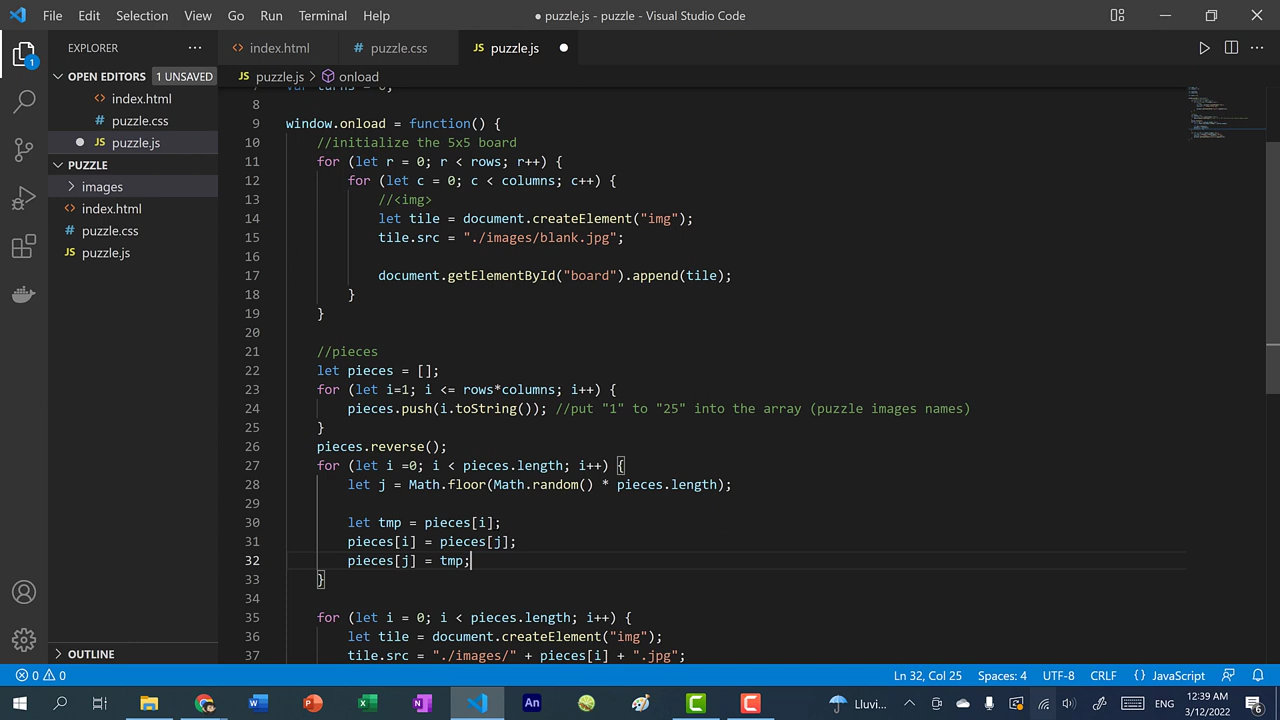 File Edit Selection View Go Run Terminal Help ● puzzle.js - puzzle - Visual Studio Code
EXPLORER ···
index.html # puzzle.css JS puzzle.js ●
OPEN EDITORS 1 UNSAVED
JS puzzle.js > onload
<> index.html
# puzzle.css
● JS puzzle.js
PUZZLE
> images
<> index.html
# puzzle.css
JS puzzle.js
OUTLINE
8
9 window.onload = function() {
10 //initialize the 5x5 board
11 for (let r = 0; r < rows; r++) {
12 for (let c = 0; c < columns; c++) {
13 //<img>
14 let tile = document.createElement("img");
15 tile.src = "./images/blank.jpg";
16
17 document.getElementById("board").append(tile);
18 }
19 }
20
21 //pieces
22 let pieces = [];
23 for (let i=1; i <= rows*columns; i++) {
24 pieces.push(i.toString()); //put "1" to "25" into the array (puzzle images names)
25 }
26 pieces.reverse();
27 for (let i =0; i < pieces.length; i++) {
28 let j = Math.floor(Math.random() * pieces.length);
29
30 let tmp = pieces[i];
31 pieces[i] = pieces[j];
32 pieces[j] = tmp;
33 }
34
35 for (let i = 0; i < pieces.length; i++) {
36 let tile = document.createElement("img");
37 tile.src = "./images/" + pieces[i] + ".jpg";
0 0 Ln 32, Col 25 Spaces: 4 UTF-8 CRLF {} JavaScript
Lluvi... ENG 12:39 AM
3/12/2022 6